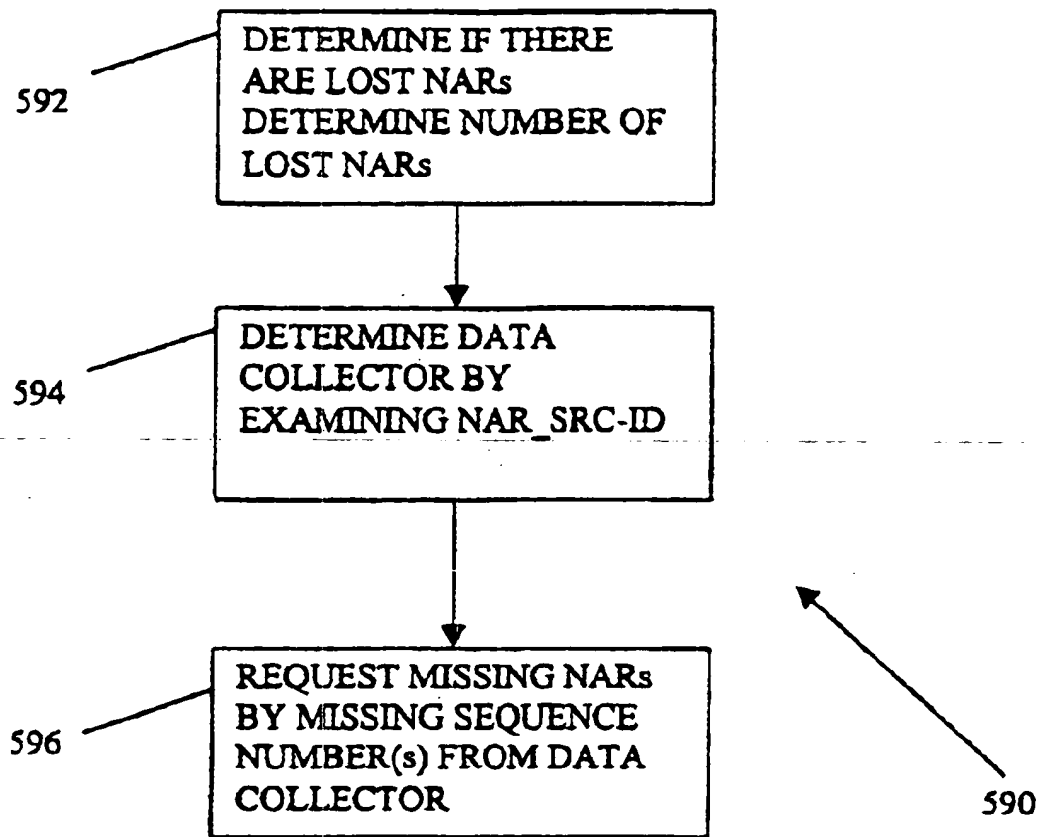 DETERMINE IF THERE
ARE LOST NARs
DETERMINE NUMBER OF
LOST NARs
592
DETERMINE DATA
COLLECTOR BY
EXAMINING NAR_SRC-ID
594
REQUEST MISSING NARs
BY MISSING SEQUENCE
NUMBER(s) FROM DATA
COLLECTOR
596
590